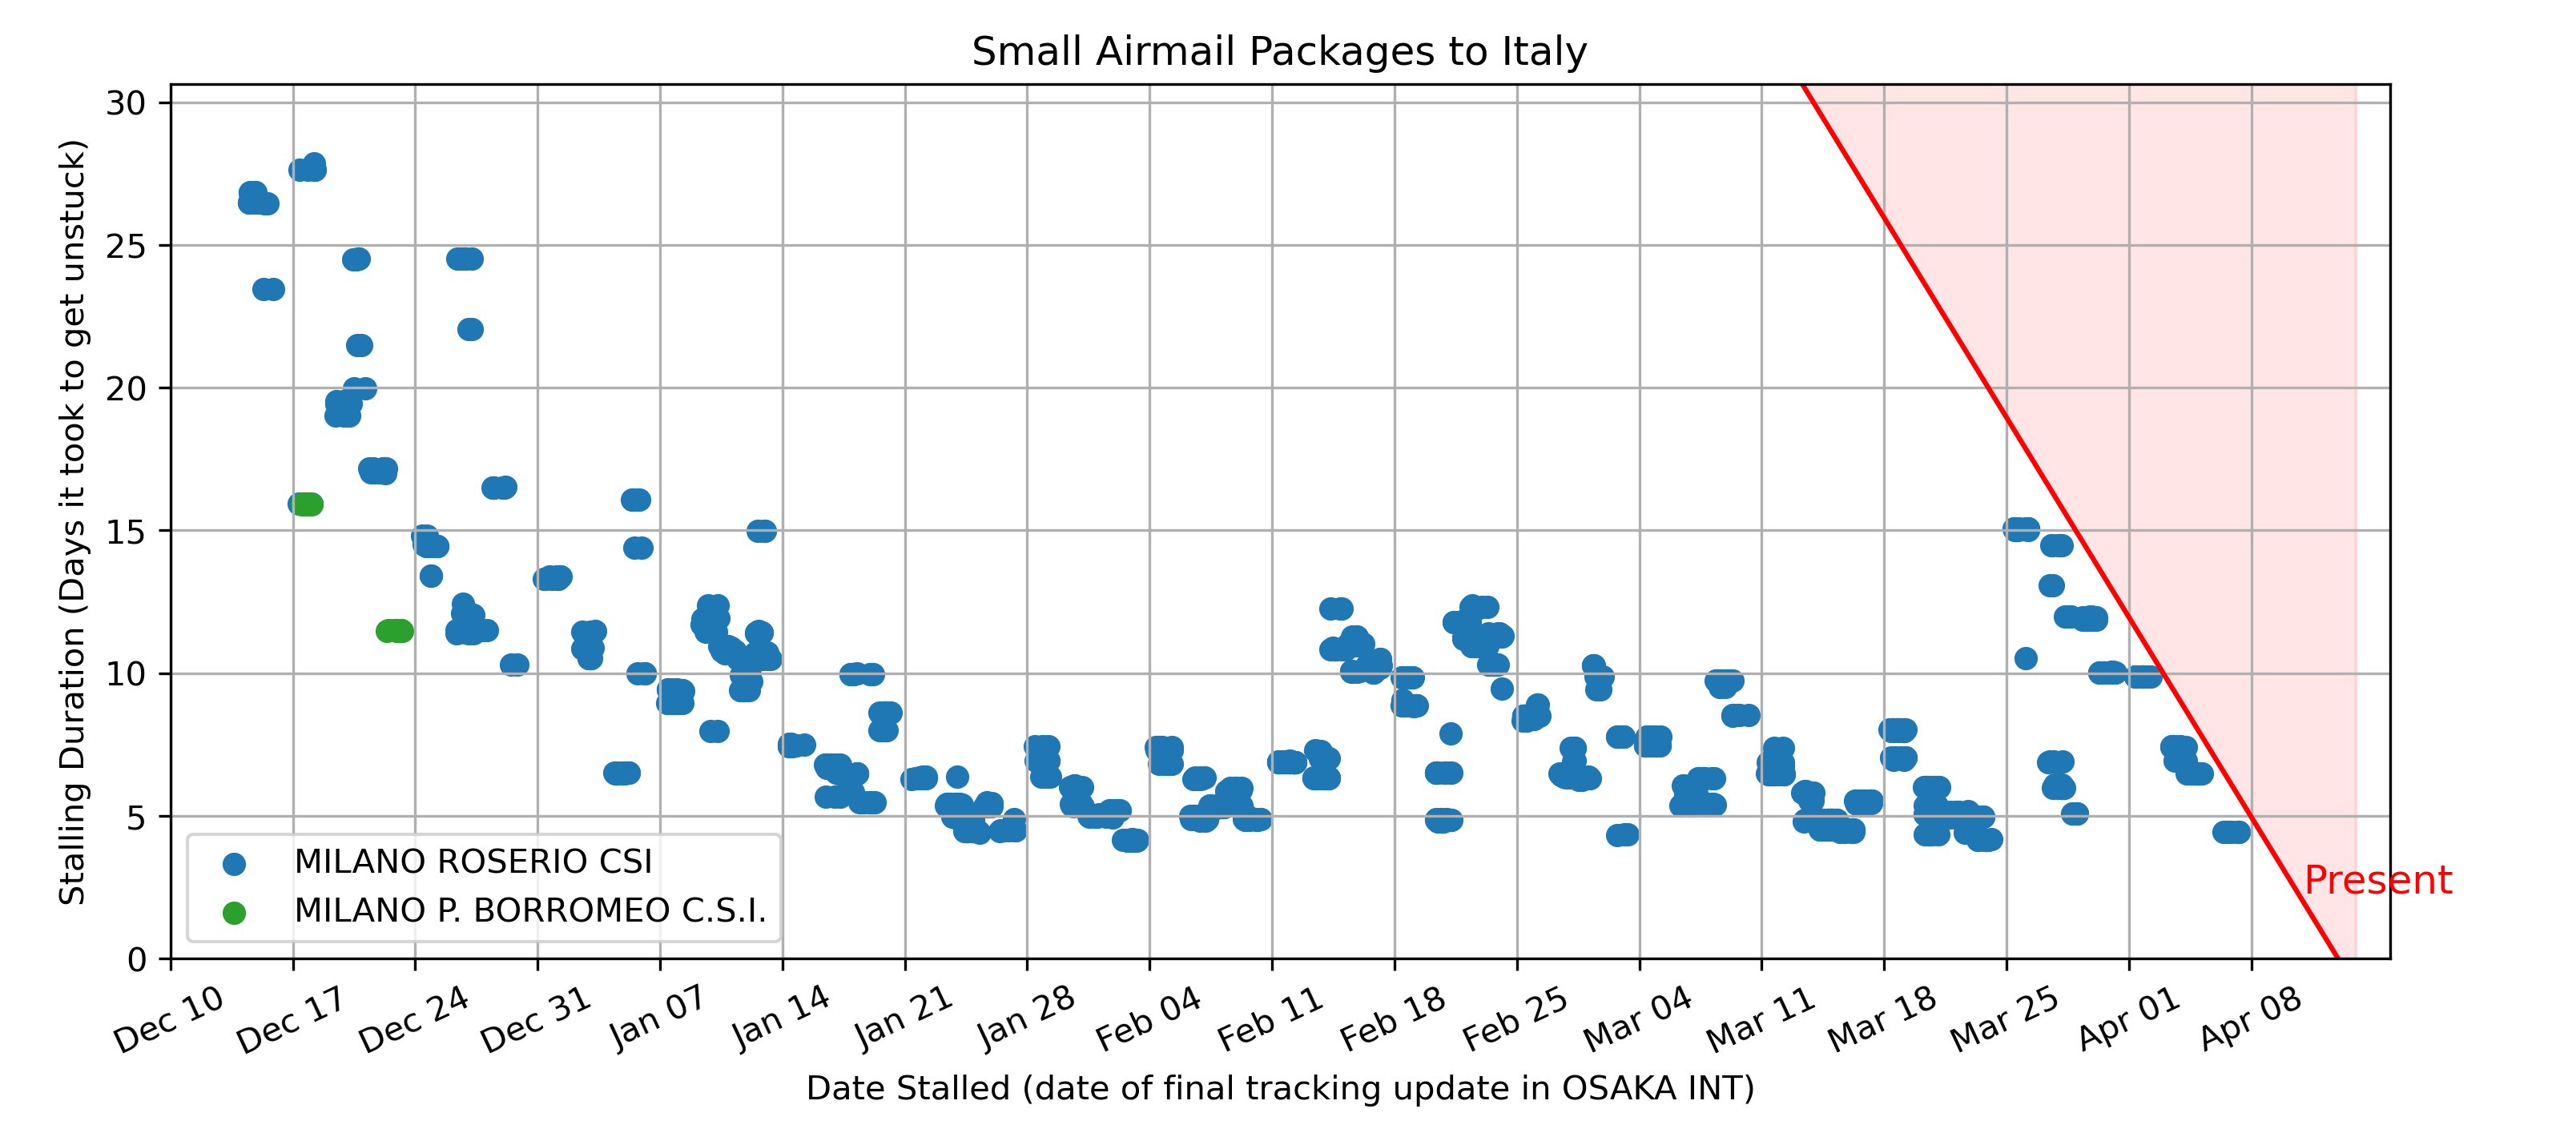 Small Airmail Packages to Italy
Stalling Duration (Days it took to get unstuck)
30
25
20
15
10
5
0
MILANO ROSERIO CSI
MILANO P. BORROMEO C.S.I.
Present
Dec 10
Dec 17
Dec 24
Dec 31
Jan 07
Jan 14
Jan 21
Jan 28
Feb 04
Feb 11
Feb 18
Feb 25
Mar 04
Mar 11
Mar 18
Mar 25
Apr 01
Apr 08
Date Stalled (date of final tracking update in OSAKA INT)